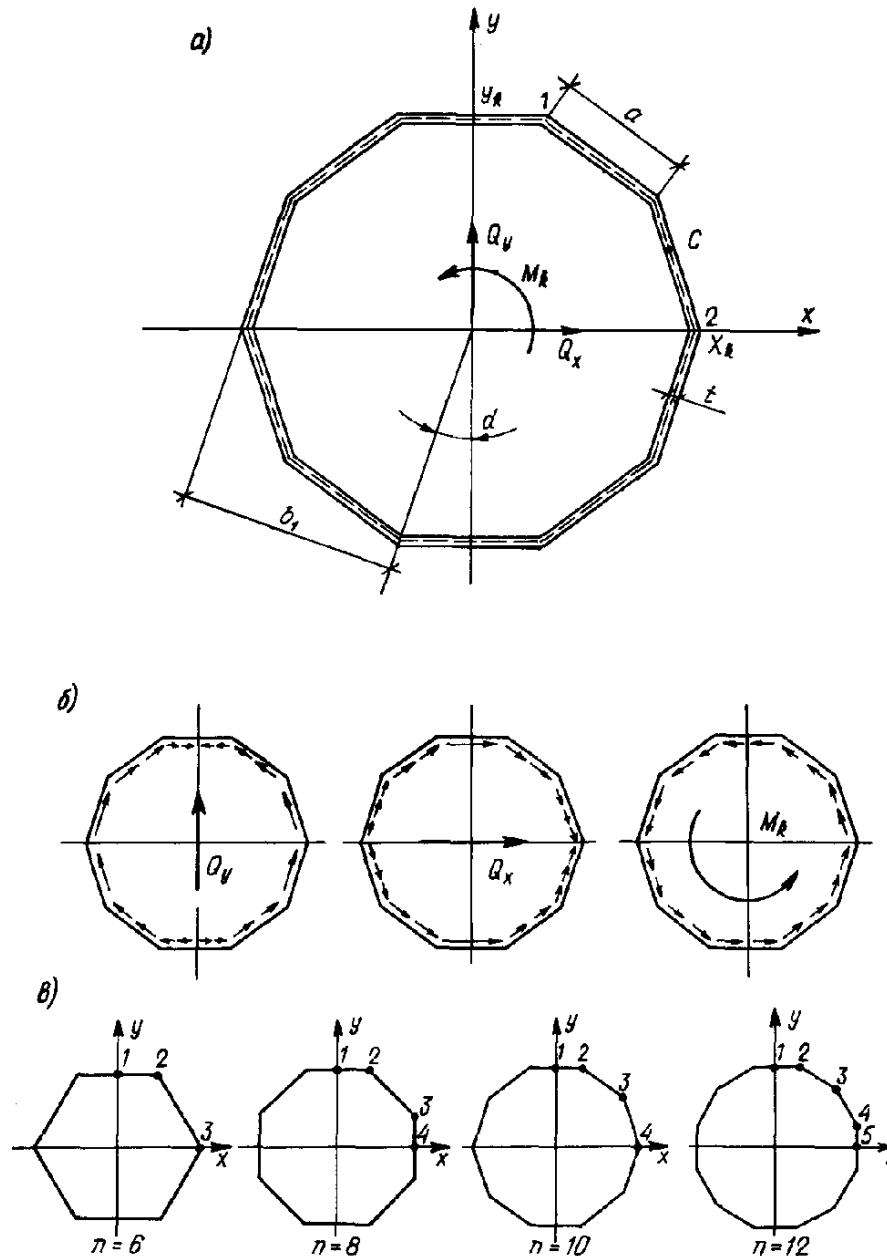 а)
y
y_k
1
a
C
Q_y
M_k
2
x
Q_x
x_k
t
d
b_1
б)
Q_y
Q_x
M_k
в)
y
1 2
3
x
n=6
y
1 2
3
4
x
n=8
y
1 2
3
4
x
n=10
y
1 2
3
4
5
n=12